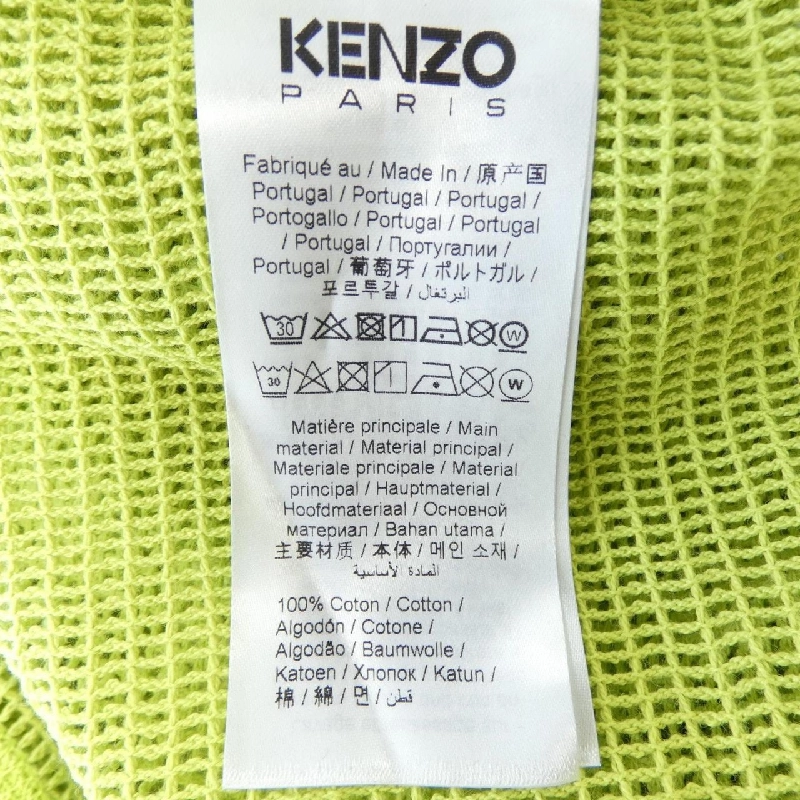 KENZO
PARIS
Fabriqué au / Made In / 原产国
Portugal / Portugal / Portugal /
Portogallo / Portugal / Portugal
/ Portugal / Португалии /
Portugal / 葡萄牙 / ポルトガル /
포르투갈 / البرتغال
30 W
30 W
Matière principale / Main
material / Material principal /
Materiale principale / Material
principal / Hauptmaterial /
Hoofdmateriaal / Основной
материал / Bahan utama /
主要材质 / 本体 / 메인 소재 /
المادة الأساسية
100% Coton / Cotton /
Algodón / Cotone /
Algodão / Baumwolle /
Katoen / Хлопок / Katun /
棉 / 綿 / 면 / قطن